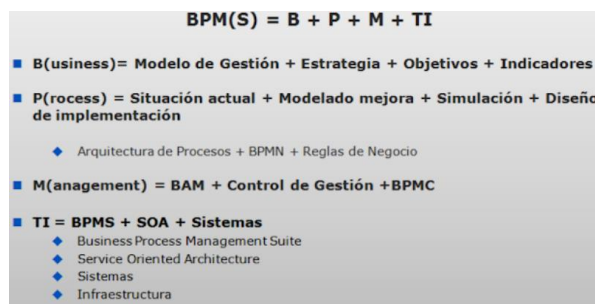 BPM(S) = B + P + M + TI
B(usiness)= Modelo de Gestión + Estrategia + Objetivos + Indicadores
P(rocess) = Situación actual + Modelado mejora + Simulación + Diseño
de implementación
Arquitectura de Procesos + BPMN + Reglas de Negocio
M(anagement) = BAM + Control de Gestión +BPMC
TI = BPMS + SOA + Sistemas
Business Process Management Suite
Service Oriented Architecture
Sistemas
Infraestructura